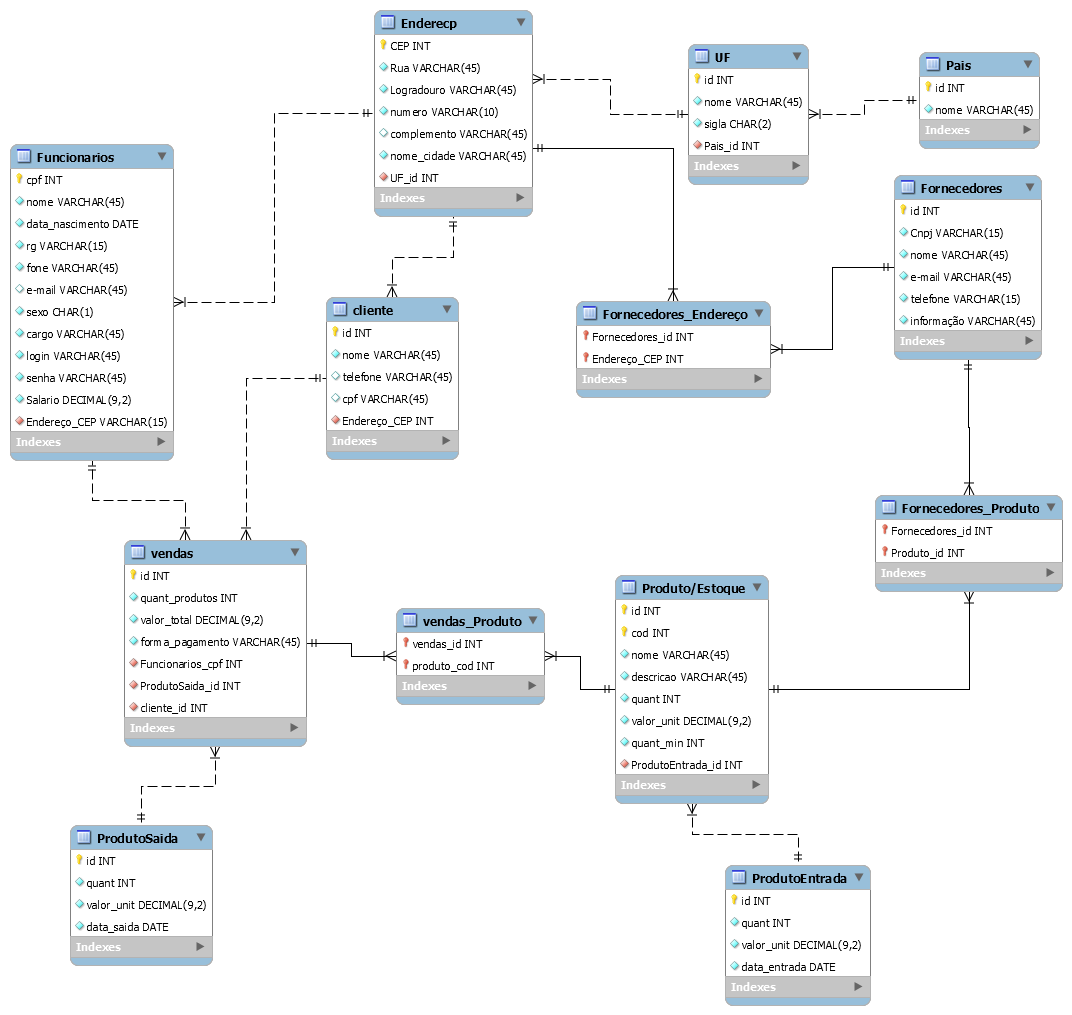 Enderecp
CEP INT
Rua VARCHAR(45)
Logradouro VARCHAR(45)
numero VARCHAR(10)
complemento VARCHAR(45)
nome_cidade VARCHAR(45)
UF_id INT
Indexes
UF
id INT
nome VARCHAR(45)
sigla CHAR(2)
Pais_id INT
Indexes
Pais
id INT
nome VARCHAR(45)
Indexes
Funcionarios
cpf INT
nome VARCHAR(45)
data_nascimento DATE
rg VARCHAR(15)
fone VARCHAR(45)
e-mail VARCHAR(45)
sexo CHAR(1)
cargo VARCHAR(45)
login VARCHAR(45)
senha VARCHAR(45)
Salario DECIMAL(9,2)
Endereço_CEP VARCHAR(15)
Indexes
cliente
id INT
nome VARCHAR(45)
telefone VARCHAR(45)
cpf VARCHAR(45)
Endereço_CEP INT
Indexes
Fornecedores_Endereço
Fornecedores_id INT
Endereço_CEP INT
Indexes
Fornecedores
id INT
Cnpj VARCHAR(15)
nome VARCHAR(45)
e-mail VARCHAR(45)
telefone VARCHAR(15)
informação VARCHAR(45)
Indexes
Fornecedores_Produto
Fornecedores_id INT
Produto_id INT
Indexes
vendas
id INT
quant_produtos INT
valor_total DECIMAL(9,2)
forma_pagamento VARCHAR(45)
Funcionarios_cpf INT
ProdutoSaida_id INT
cliente_id INT
Indexes
vendas_Produto
vendas_id INT
produto_cod INT
Indexes
Produto/Estoque
id INT
cod INT
nome VARCHAR(45)
descricao VARCHAR(45)
quant INT
valor_unit DECIMAL(9,2)
quant_min INT
ProdutoEntrada_id INT
Indexes
ProdutoSaida
id INT
quant INT
valor_unit DECIMAL(9,2)
data_saida DATE
Indexes
ProdutoEntrada
id INT
quant INT
valor_unit DECIMAL(9,2)
data_entrada DATE
Indexes